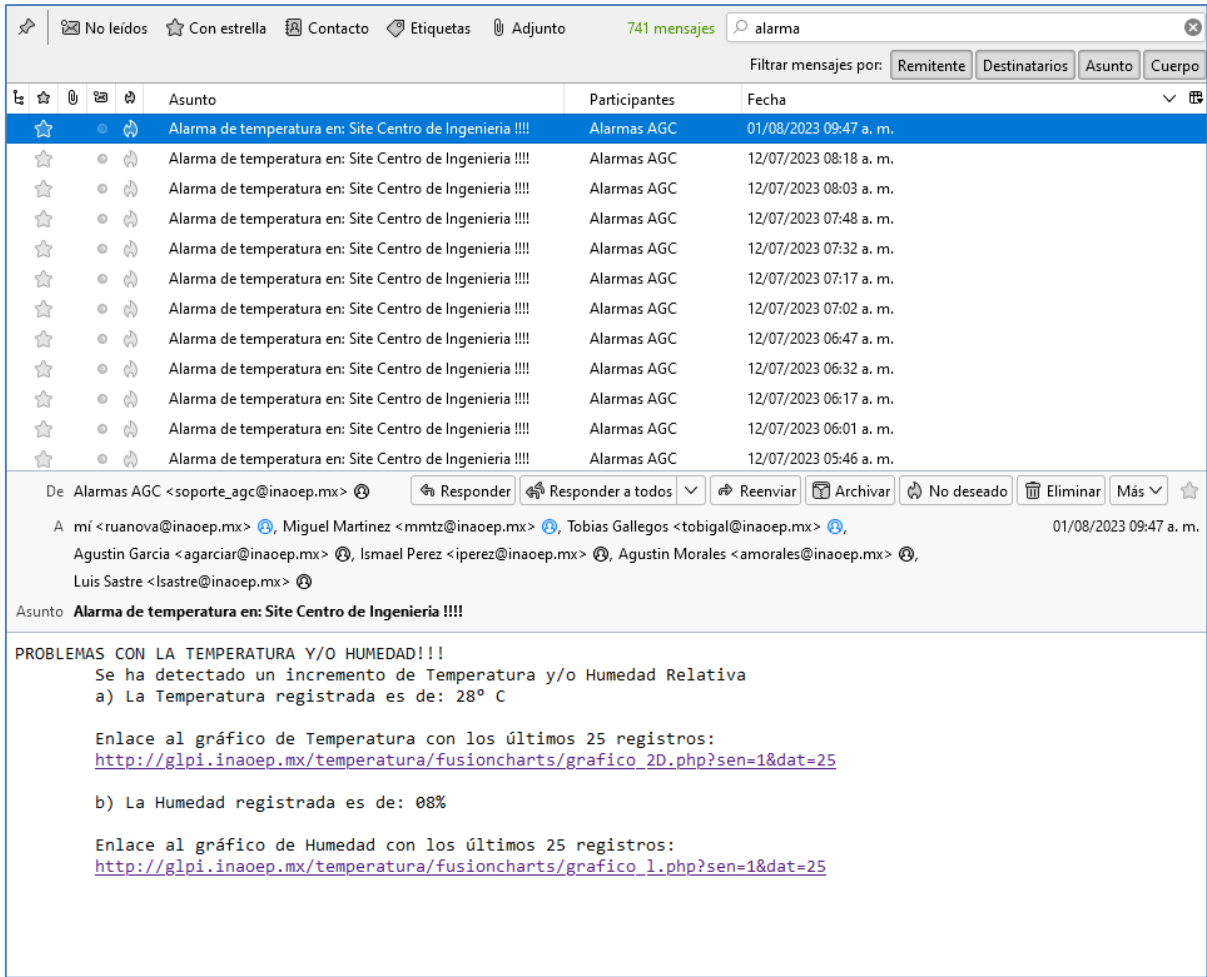 No leídos Con estrella Contacto Etiquetas Adjunto 741 mensajes alarma
Filtrar mensajes por: Remitente Destinatarios Asunto Cuerpo
Asunto Participantes Fecha
Alarma de temperatura en: Site Centro de Ingenieria !!!! Alarmas AGC 01/08/2023 09:47 a. m.
Alarma de temperatura en: Site Centro de Ingenieria !!!! Alarmas AGC 12/07/2023 08:18 a. m.
Alarma de temperatura en: Site Centro de Ingenieria !!!! Alarmas AGC 12/07/2023 08:03 a. m.
Alarma de temperatura en: Site Centro de Ingenieria !!!! Alarmas AGC 12/07/2023 07:48 a. m.
Alarma de temperatura en: Site Centro de Ingenieria !!!! Alarmas AGC 12/07/2023 07:32 a. m.
Alarma de temperatura en: Site Centro de Ingenieria !!!! Alarmas AGC 12/07/2023 07:17 a. m.
Alarma de temperatura en: Site Centro de Ingenieria !!!! Alarmas AGC 12/07/2023 07:02 a. m.
Alarma de temperatura en: Site Centro de Ingenieria !!!! Alarmas AGC 12/07/2023 06:47 a. m.
Alarma de temperatura en: Site Centro de Ingenieria !!!! Alarmas AGC 12/07/2023 06:32 a. m.
Alarma de temperatura en: Site Centro de Ingenieria !!!! Alarmas AGC 12/07/2023 06:17 a. m.
Alarma de temperatura en: Site Centro de Ingenieria !!!! Alarmas AGC 12/07/2023 06:01 a. m.
Alarma de temperatura en: Site Centro de Ingenieria !!!! Alarmas AGC 12/07/2023 05:46 a. m.
De Alarmas AGC <soporte_agc@inaoep.mx> Responder Responder a todos Reenviar Archivar No deseado Eliminar Más
A mí <ruanova@inaoep.mx>, Miguel Martinez <mmtz@inaoep.mx>, Tobias Gallegos <tobigal@inaoep.mx>, 01/08/2023 09:47 a. m.
Agustin Garcia <agarciar@inaoep.mx>, Ismael Perez <iperez@inaoep.mx>, Agustin Morales <amorales@inaoep.mx>,
Luis Sastre <lsastre@inaoep.mx>
Asunto Alarma de temperatura en: Site Centro de Ingenieria !!!!
PROBLEMAS CON LA TEMPERATURA Y/O HUMEDAD!!!
Se ha detectado un incremento de Temperatura y/o Humedad Relativa
a) La Temperatura registrada es de: 28º C
Enlace al gráfico de Temperatura con los últimos 25 registros:
http://glpi.inaoep.mx/temperatura/fusioncharts/grafico_2D.php?sen=1&dat=25
b) La Humedad registrada es de: 08%
Enlace al gráfico de Humedad con los últimos 25 registros:
http://glpi.inaoep.mx/temperatura/fusioncharts/grafico_l.php?sen=1&dat=25